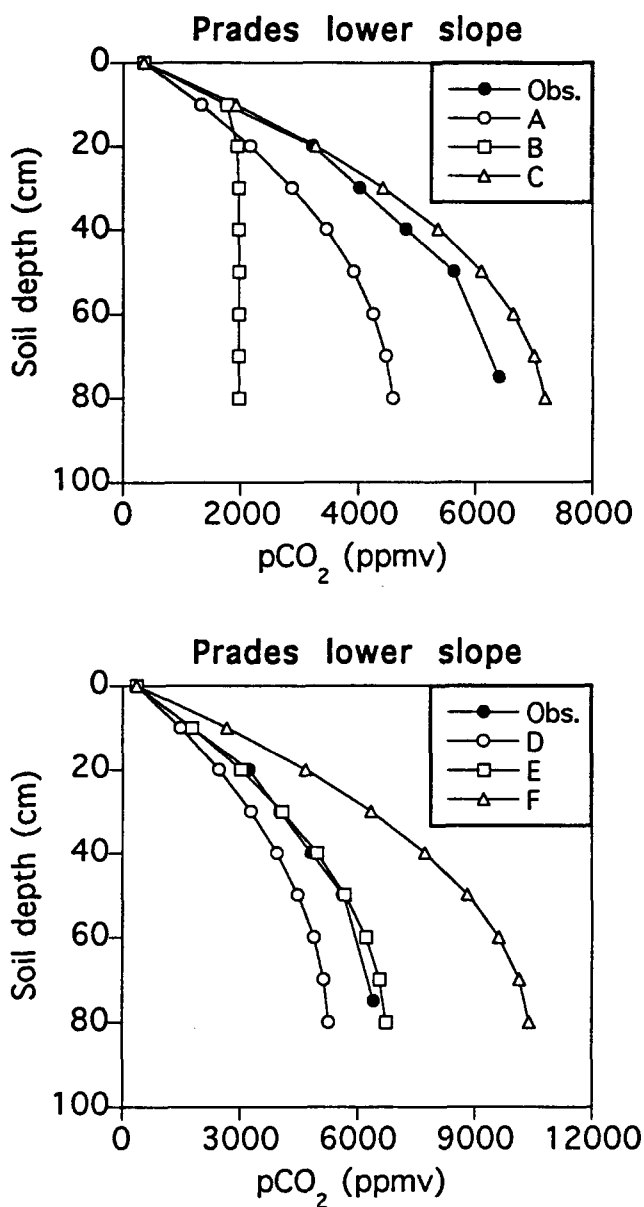 Prades lower slope
0
20
40
60
80
100
Soil depth (cm)
Obs.
A
B
C
0 2000 4000 6000 8000
pCO2 (ppmv)
Prades lower slope
0
20
40
60
80
100
Soil depth (cm)
Obs.
D
E
F
0 3000 6000 9000 12000
pCO2 (ppmv)